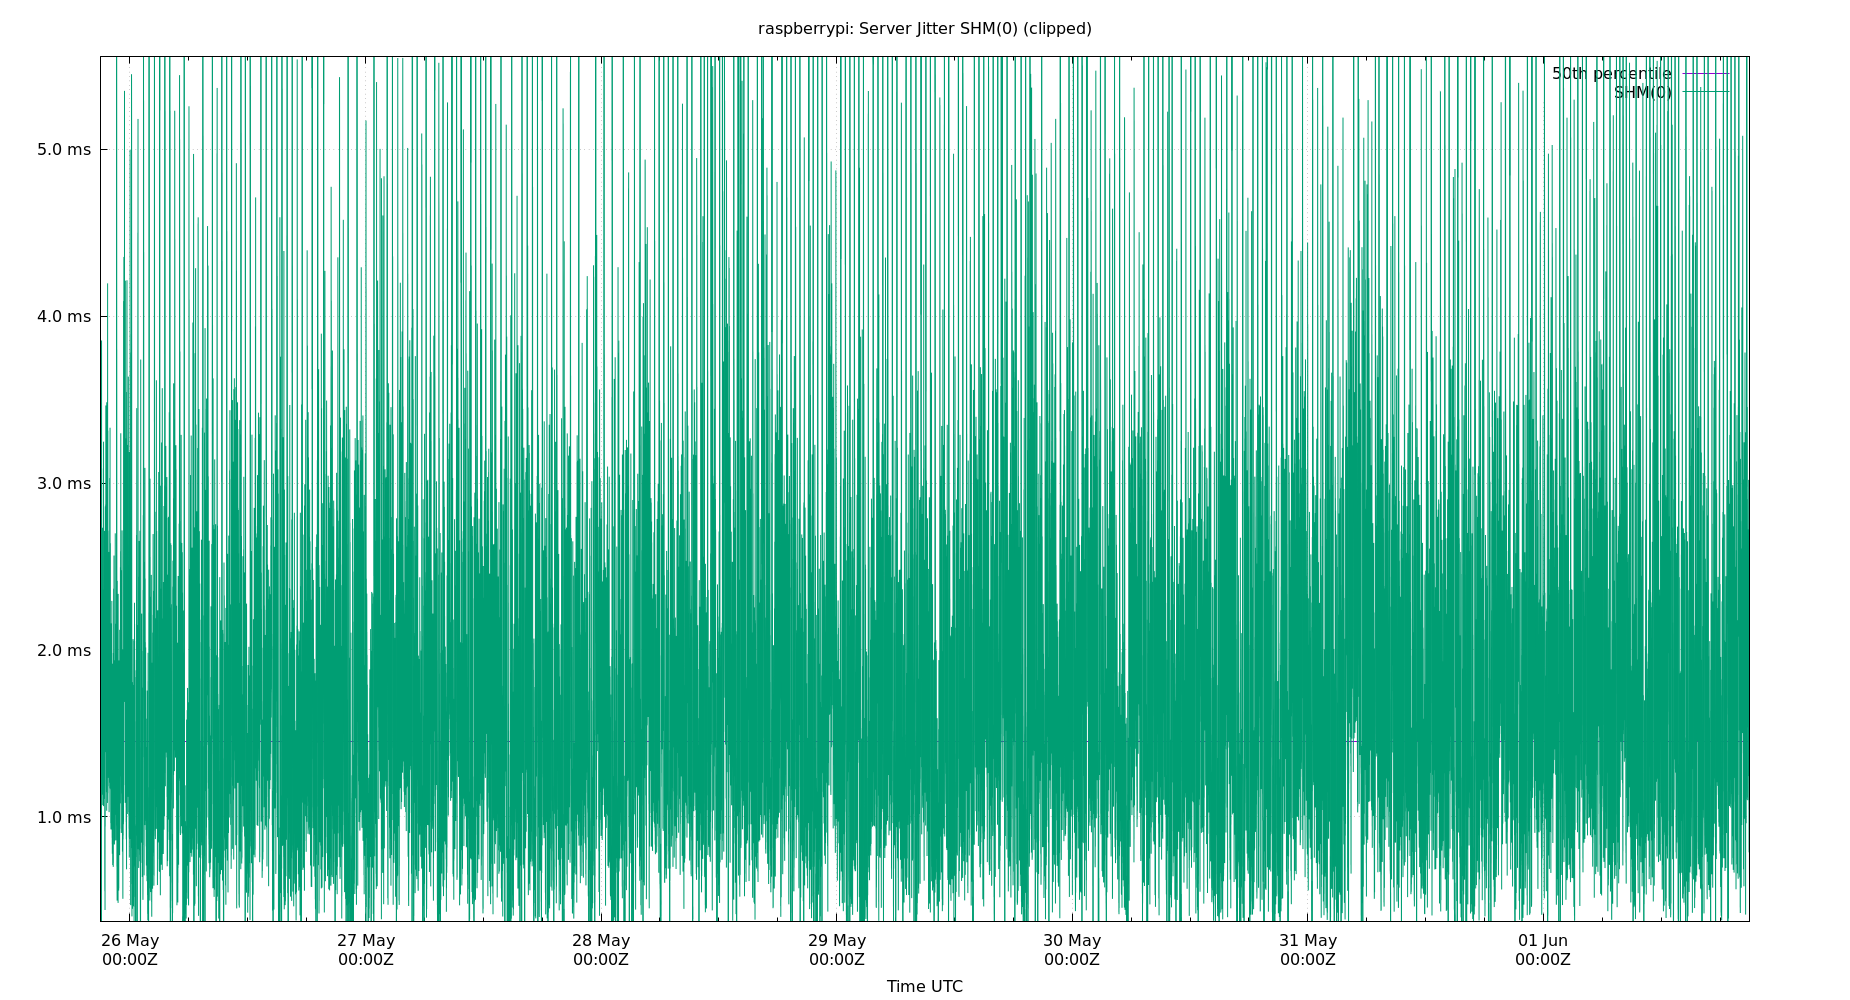 raspberrypi: Server Jitter SHM(0) (clipped)
50th percentile
SHM(0)
5.0 ms
4.0 ms
3.0 ms
2.0 ms
1.0 ms
26 May 27 May 28 May 29 May 30 May 31 May 01 Jun
00:00Z 00:00Z 00:00Z 00:00Z 00:00Z 00:00Z 00:00Z
Time UTC